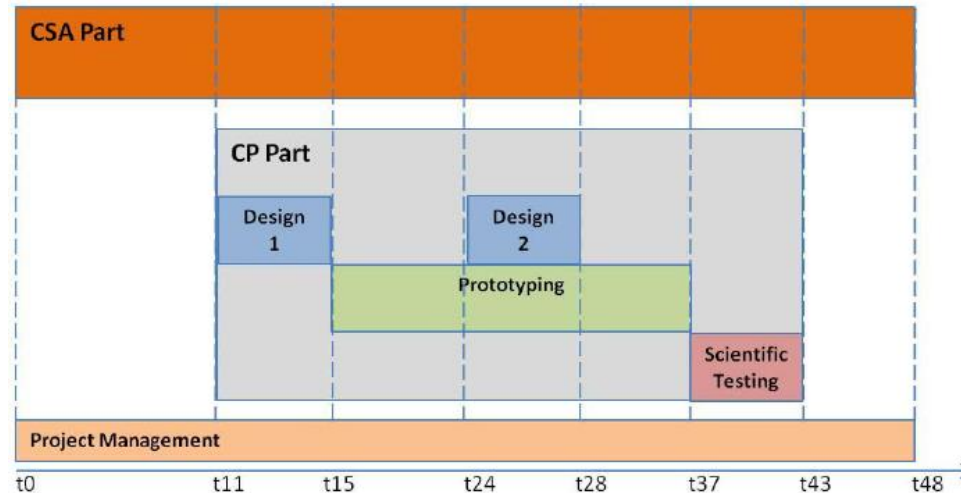 CSA Part
CP Part
Design
1
Design
2
Prototyping
Scientific
Testing
Project Management
t0 t11 t15 t24 t28 t37 t43 t48